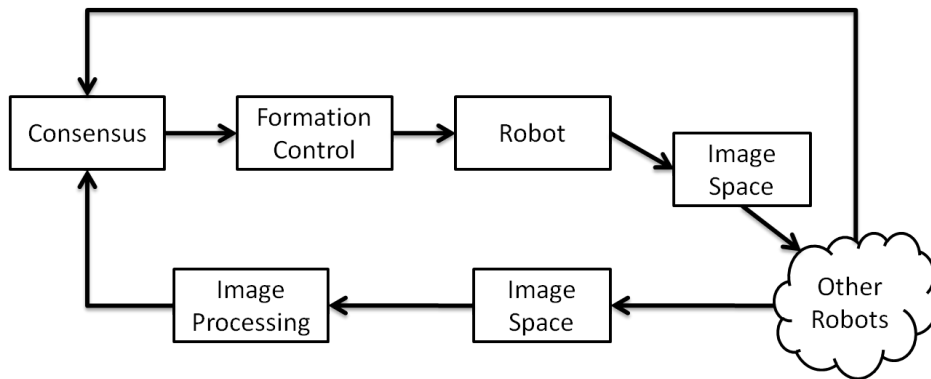 Consensus
Formation
Control
Robot
Image
Space
Other
Robots
Image
Space
Image
Processing